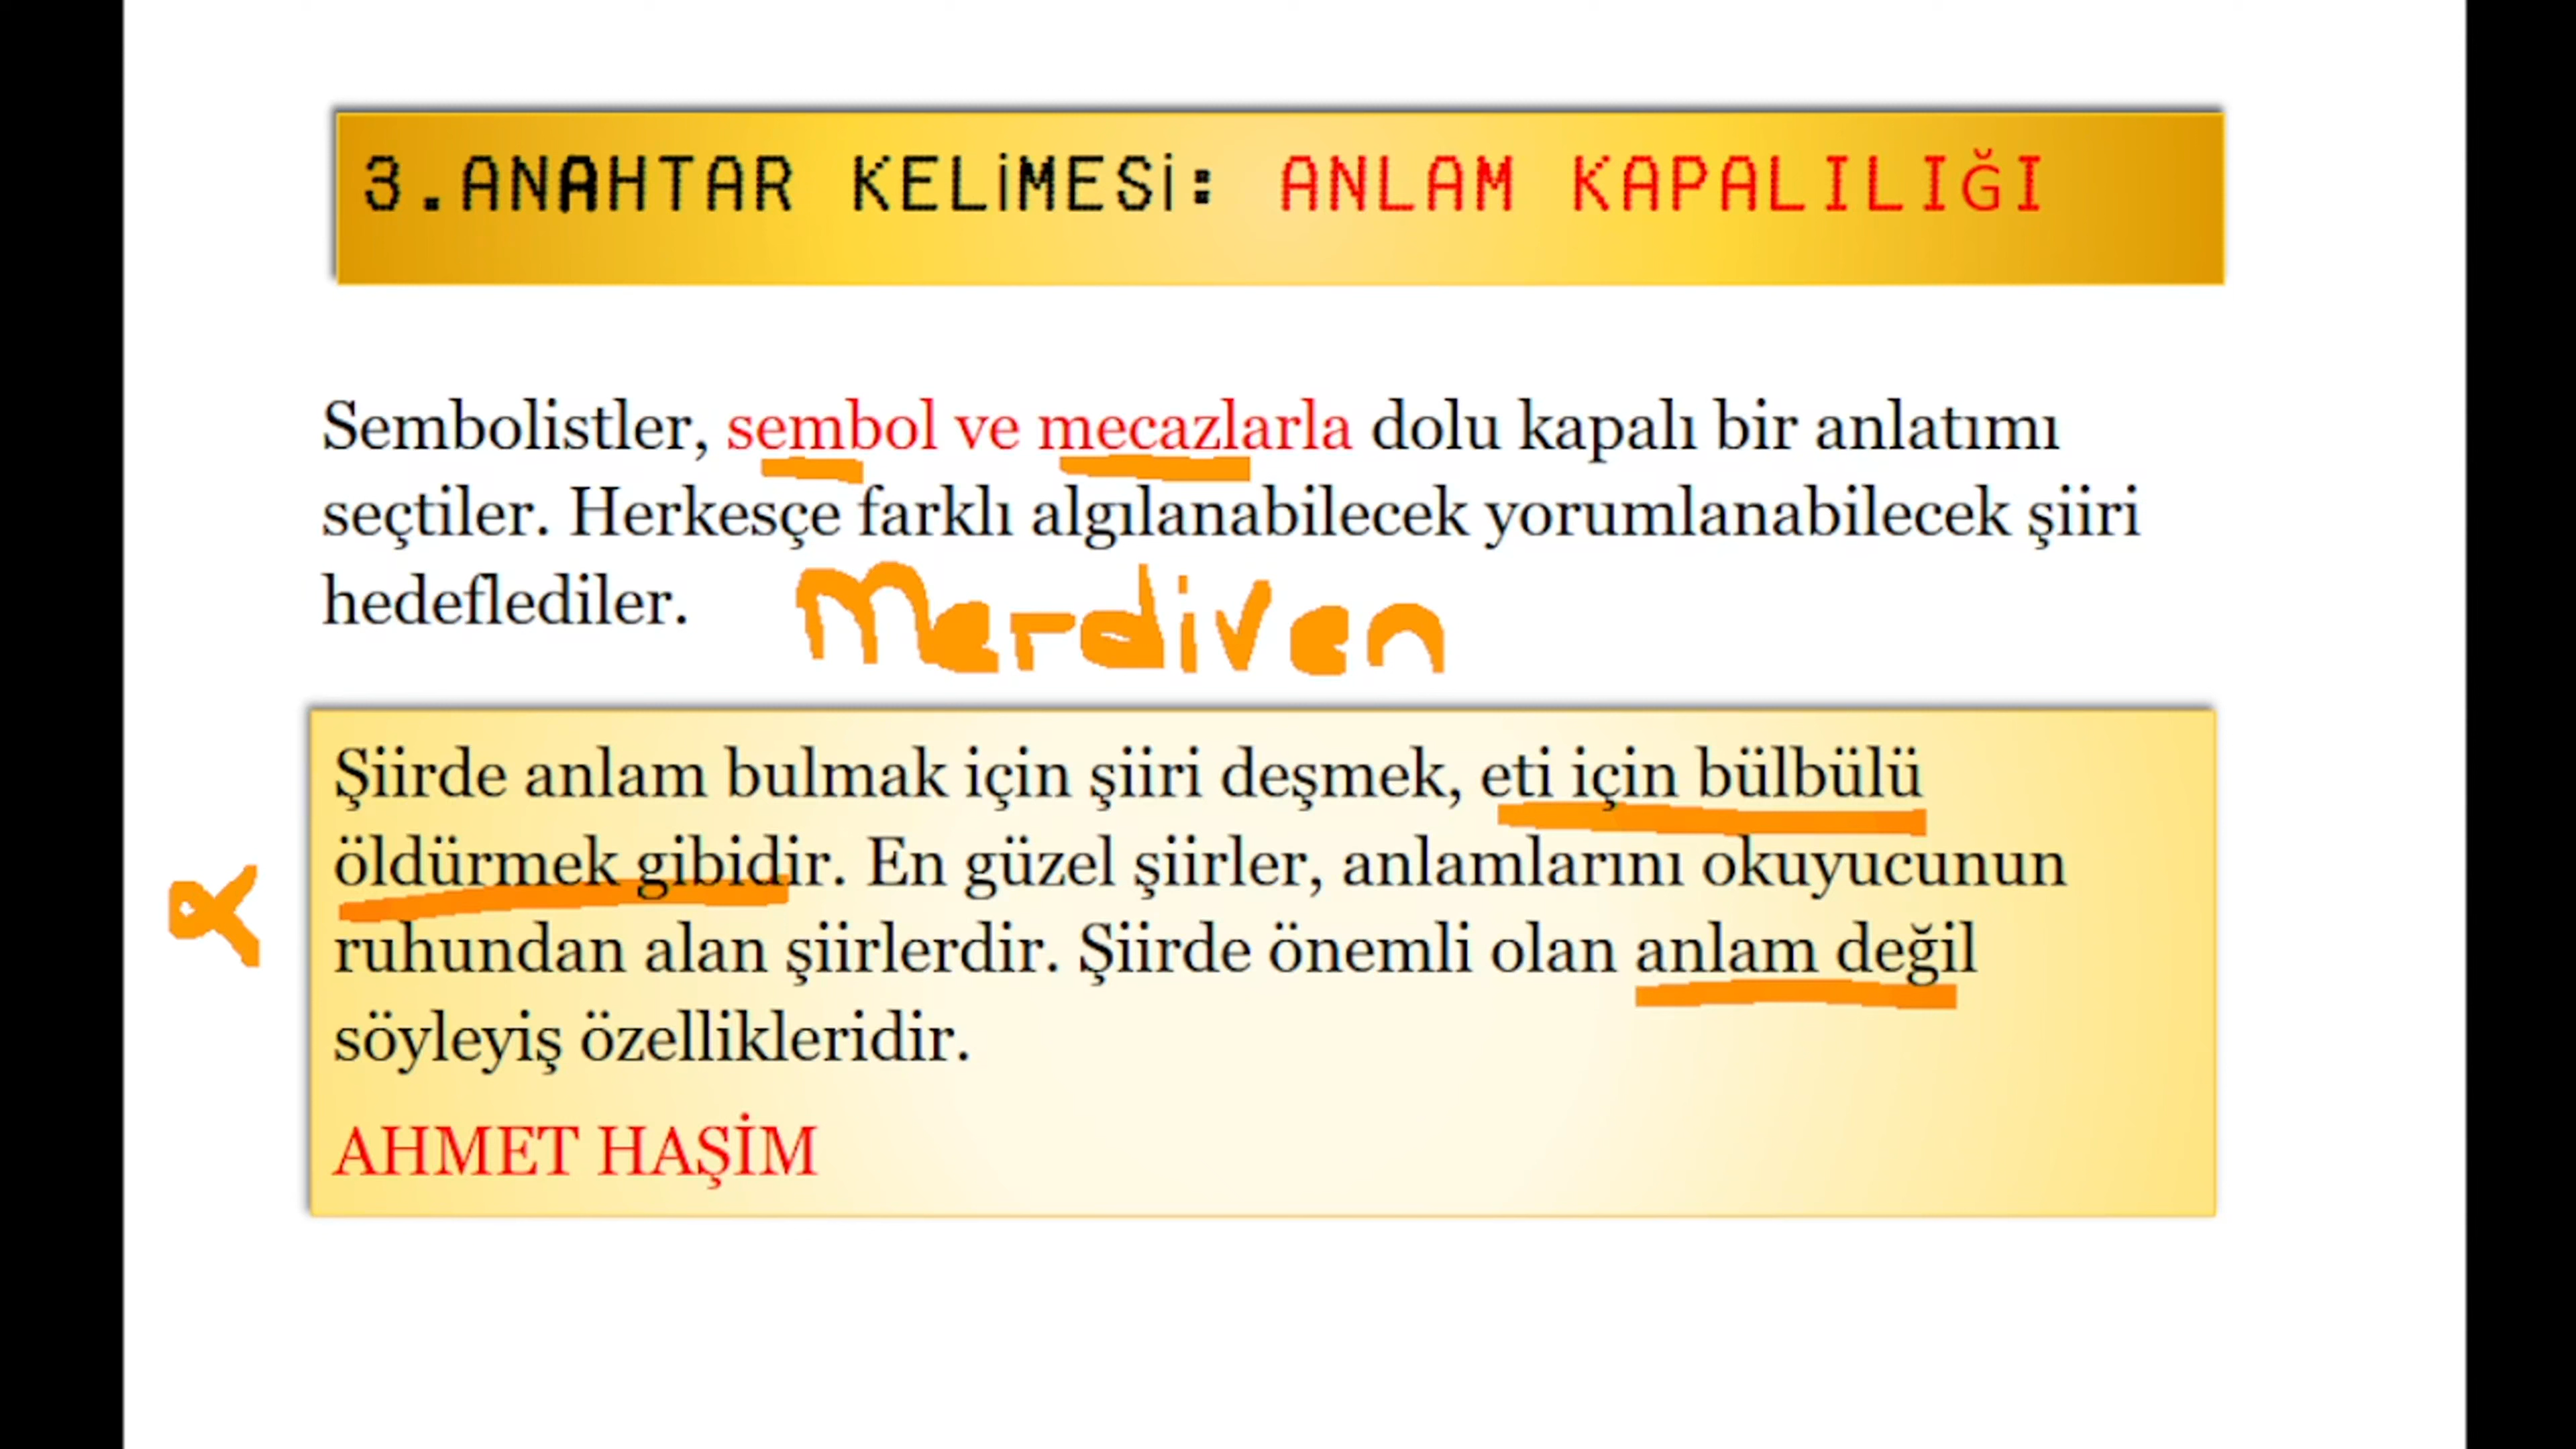 3.ANAHTAR KELİMESİ: ANLAM KAPALILIĞI
Sembolistler, sembol ve mecazlarla dolu kapalı bir anlatımı
seçtiler. Herkesçe farklı algılanabilecek yorumlanabilecek şiiri
hedeflediler.
Merdiven
Şiirde anlam bulmak için şiiri deşmek, eti için bülbülü
öldürmek gibidir. En güzel şiirler, anlamlarını okuyucunun
ruhundan alan şiirlerdir. Şiirde önemli olan anlam değil
söyleyiş özellikleridir.
AHMET HAŞİM